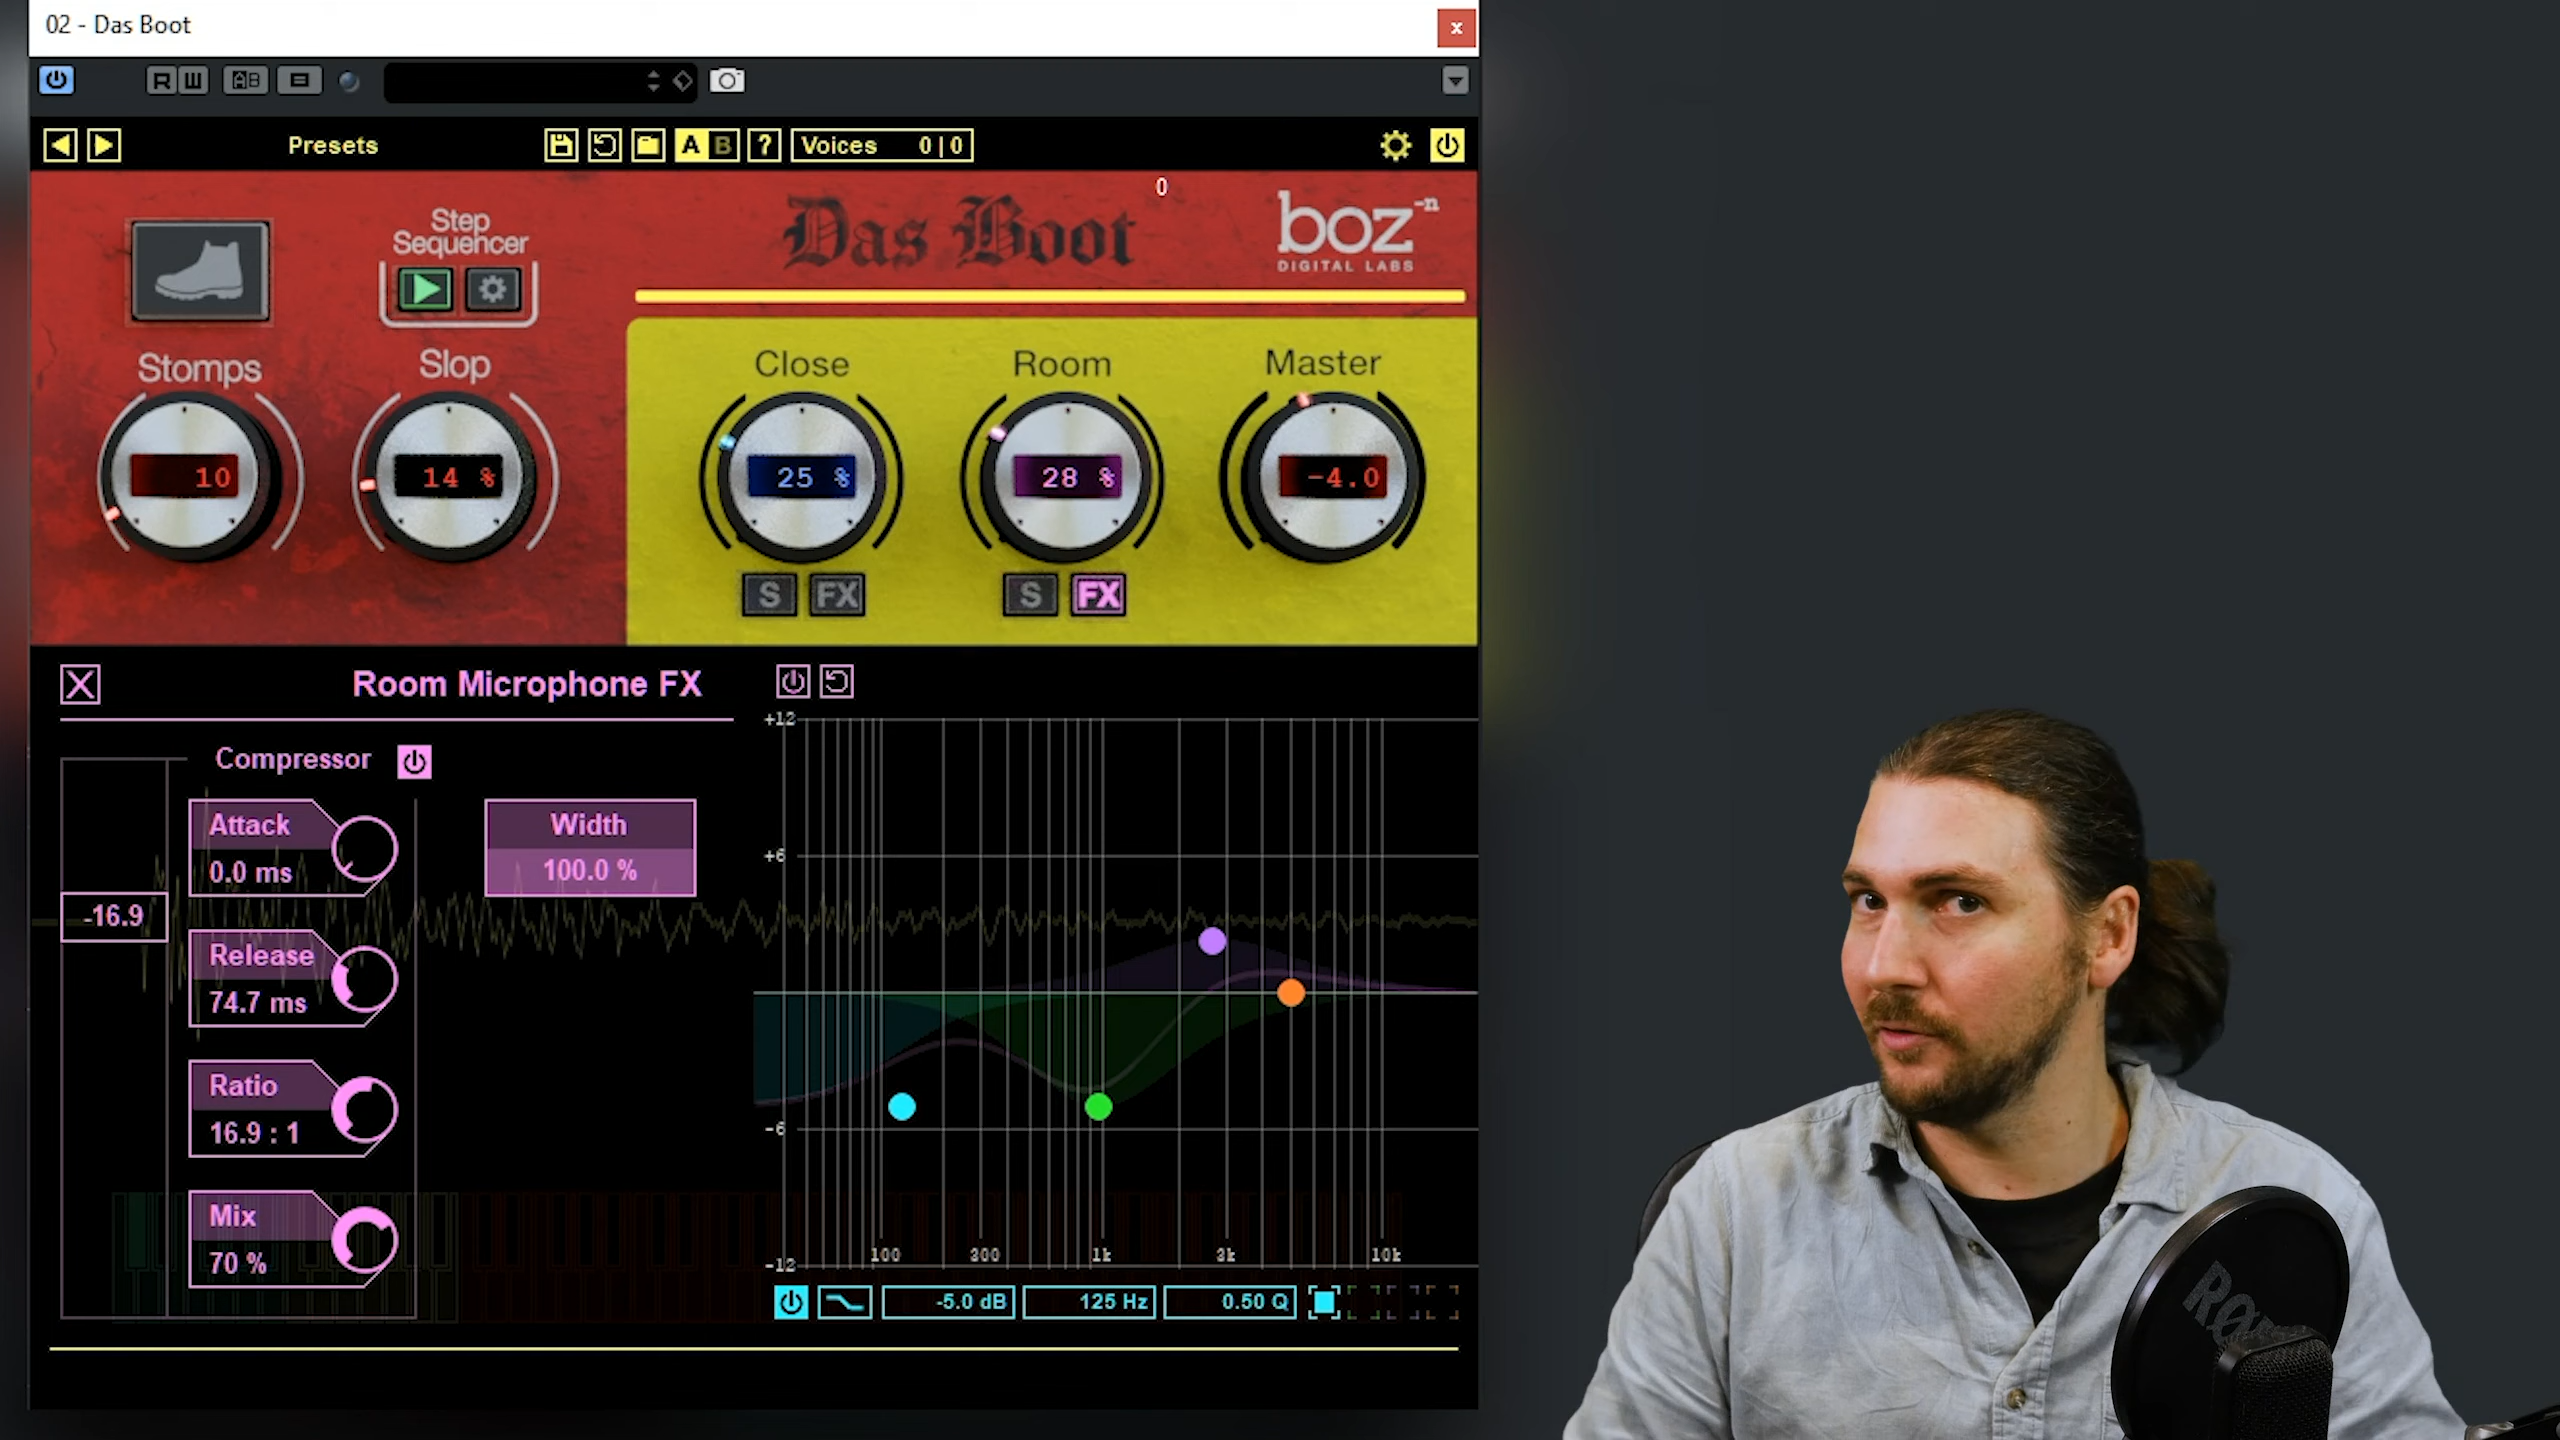 02 - Das Boot
x
R W AB
Presets
A B ? Voices 0|0
0
Das Boot
boz -n
DIGITAL LABS
Step
Sequencer
Stomps Slop Close Room Master
10 14 % 25 % 28 % -4.0
S FX S FX
X Room Microphone FX
+12
Compressor
Attack
0.0 ms
Width
100.0 %
+6
-16.9
Release
74.7 ms
Ratio
16.9 : 1
-6
Mix
70 %
100 300 1k 3k 10k
-12
-5.0 dB 125 Hz 0.50 Q
RØDE